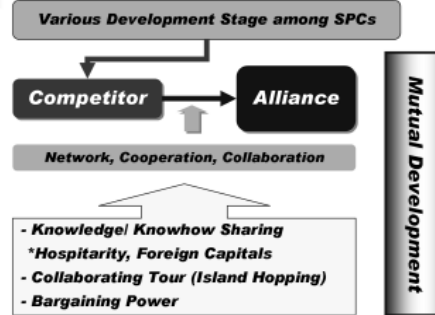 Various Development Stage among SPCs
Competitor
Alliance
Network, Cooperation, Collaboration
- Knowledge/ Knowhow Sharing
*Hospitarity, Foreign Capitals
- Collaborating Tour (Island Hopping)
- Bargaining Power
Mutual Development